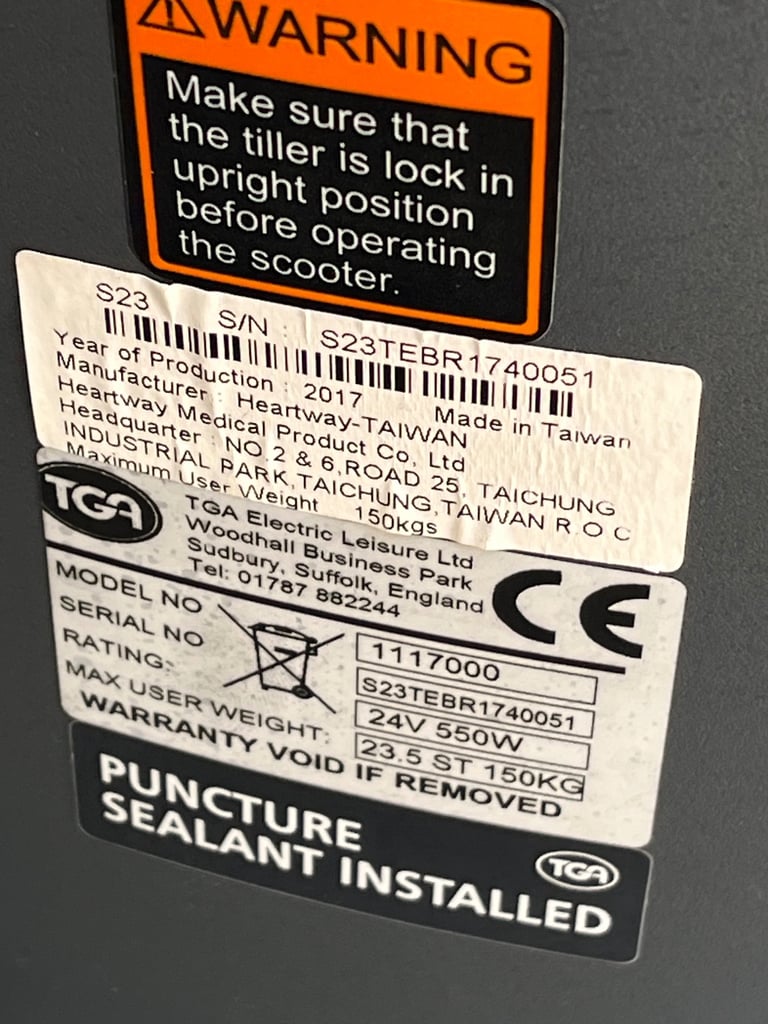 WARNING
Make sure that
the tiller is lock in
upright position
before operating
the scooter.
S23 S/N : S23TEBR1740051
Year of Production : 2017 Made in Taiwan
Manufacturer : Heartway-TAIWAN
Heartway Medical Product Co, Ltd
Headquarter : NO.2 & 6,ROAD 25, TAICHUNG
INDUSTRIAL PARK,TAICHUNG,TAIWAN R.O.C
Maximum User Weight 150kgs
TGA
TGA Electric Leisure Ltd
Woodhall Business Park
Sudbury, Suffolk, England
Tel: 01787 882244
CE
MODEL NO 1117000
SERIAL NO S23TEBR1740051
RATING: 24V 550W
MAX USER WEIGHT: 23.5 ST 150KG
WARRANTY VOID IF REMOVED
PUNCTURE
SEALANT INSTALLED
TGA